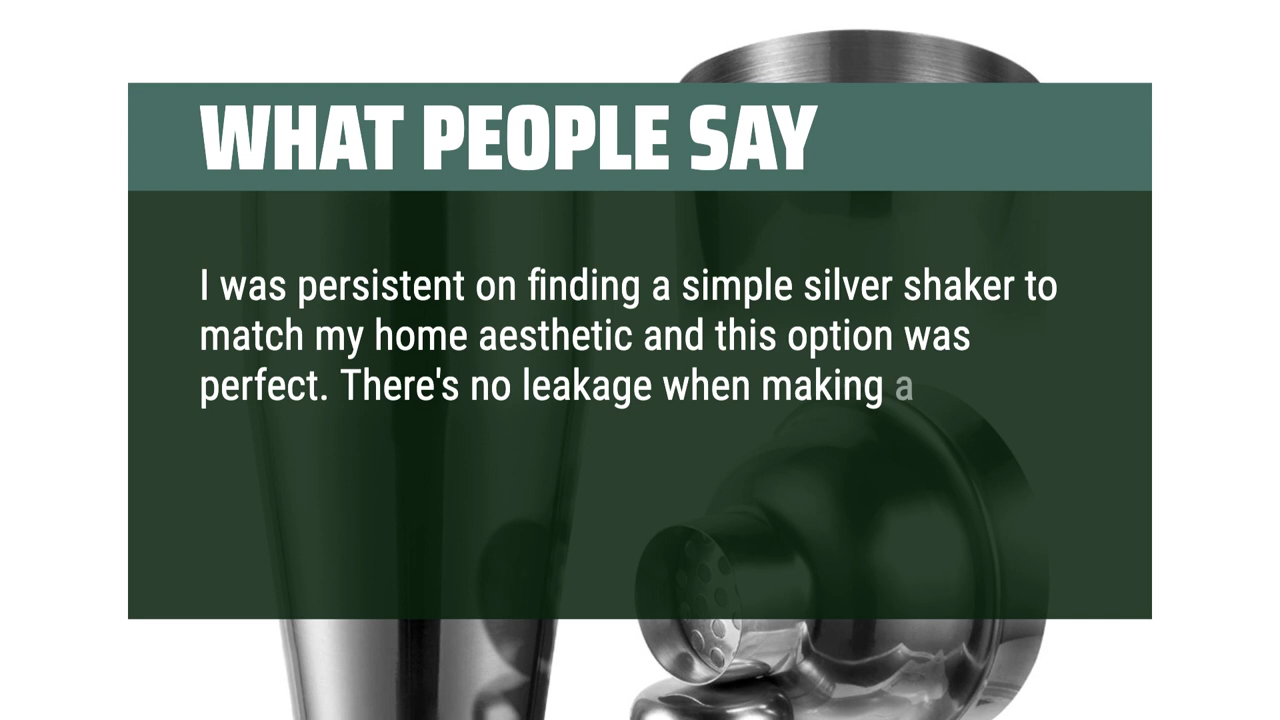 WHAT PEOPLE SAY
I was persistent on finding a simple silver shaker to
match my home aesthetic and this option was
perfect. There's no leakage when making a